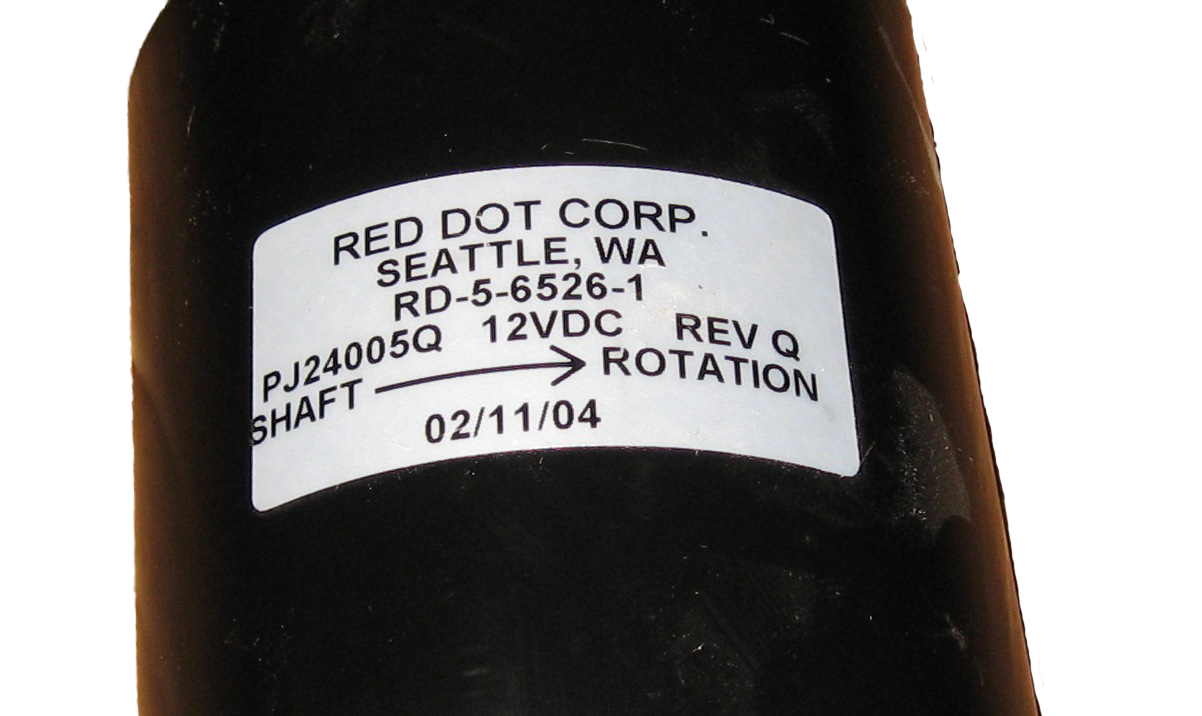 RED DOT CORP.
SEATTLE, WA
RD-5-6526-1
PJ24005Q 12VDC REV Q
SHAFT → ROTATION
02/11/04